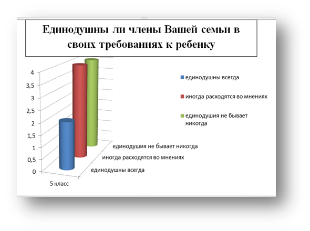 Единодушны ли члены Вашей семьи в
своих требованиях к ребенку
4
3,5
3
2,5
2
1,5
1
0,5
0
5 класс
единодушия не бывает никогда
иногда расходятся во мнениях
единодушны всегда
единодушны всегда
иногда расходятся во мнениях
единодушия не бывает
никогда